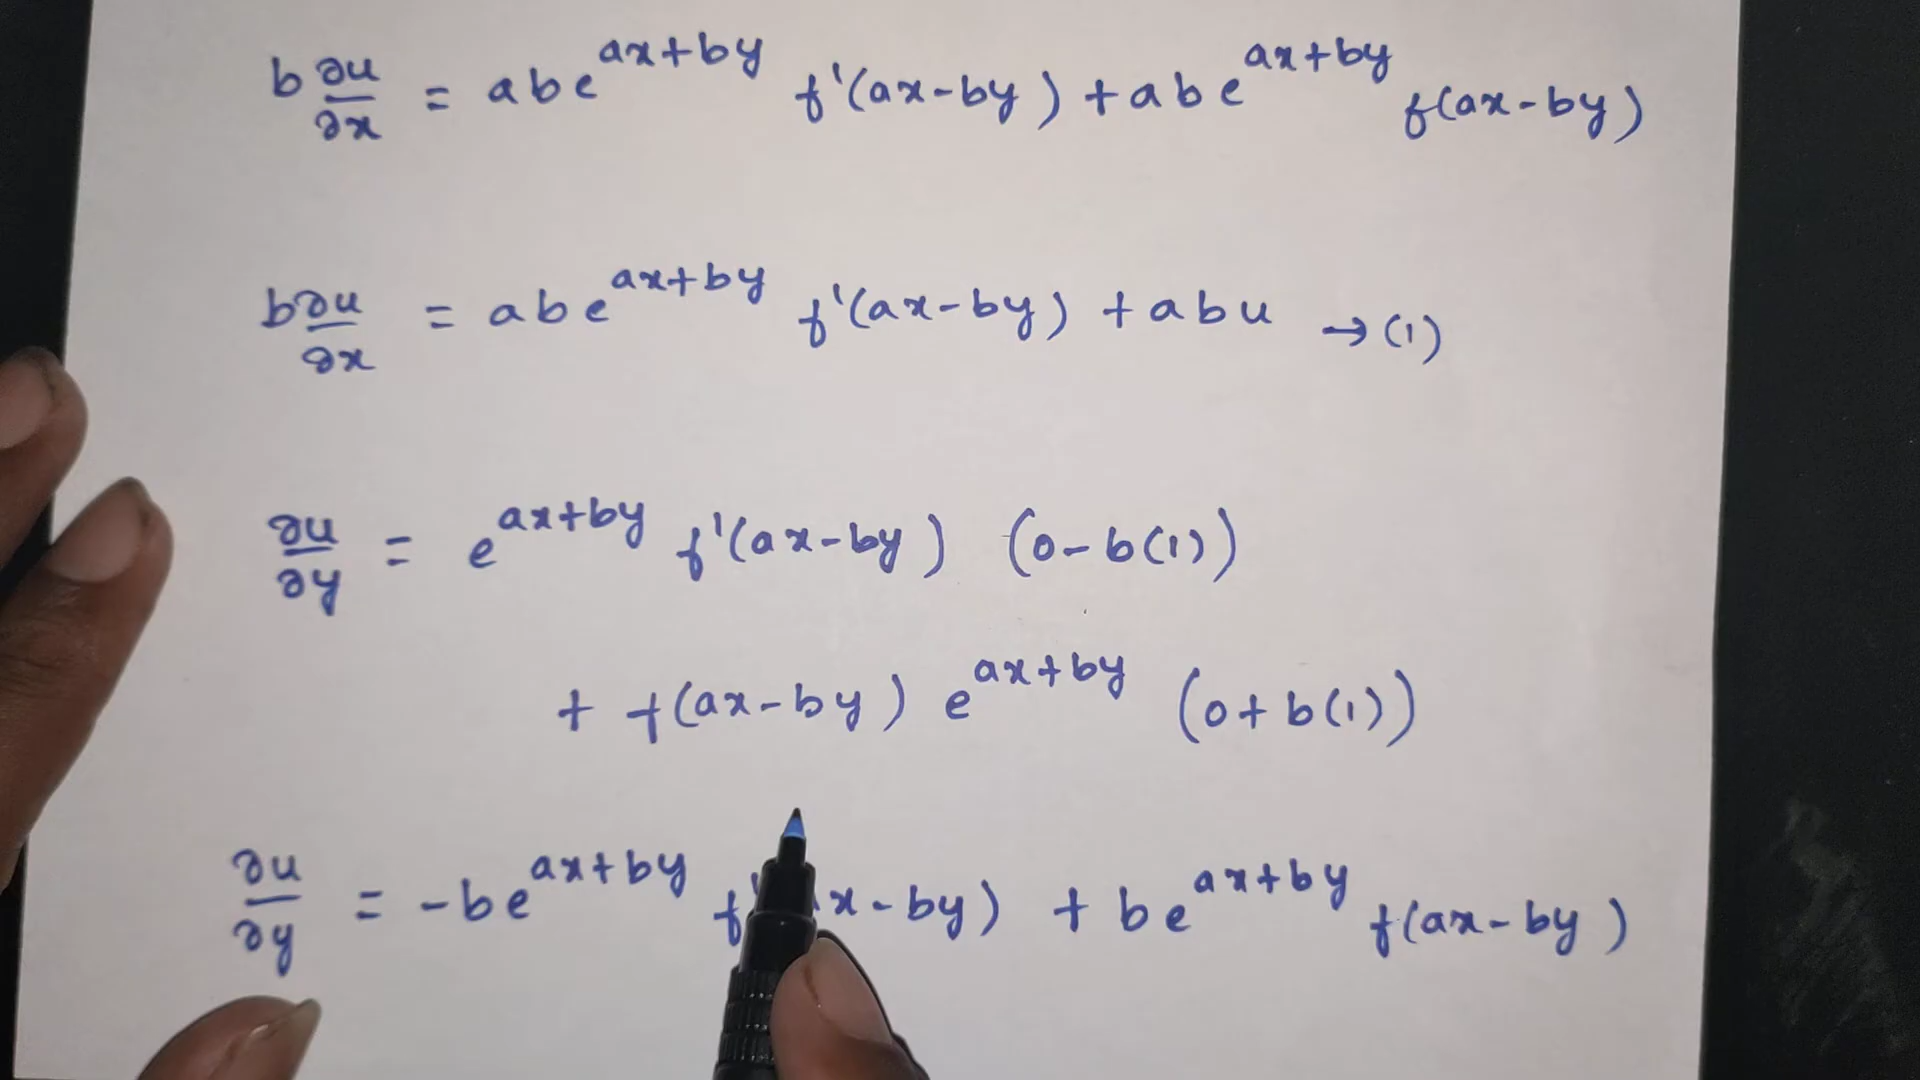 b ∂u/∂x = abe^{ax+by} f'(ax-by) + abe^{ax+by} f(ax-by)
b ∂u/∂x = abe^{ax+by} f'(ax-by) + abu → (1)
∂u/∂y = e^{ax+by} f'(ax-by) (0-b(1))
+ f(ax-by) e^{ax+by} (0+b(1))
∂u/∂y = -be^{ax+by} f'( x-by) + be^{ax+by} f(ax-by)